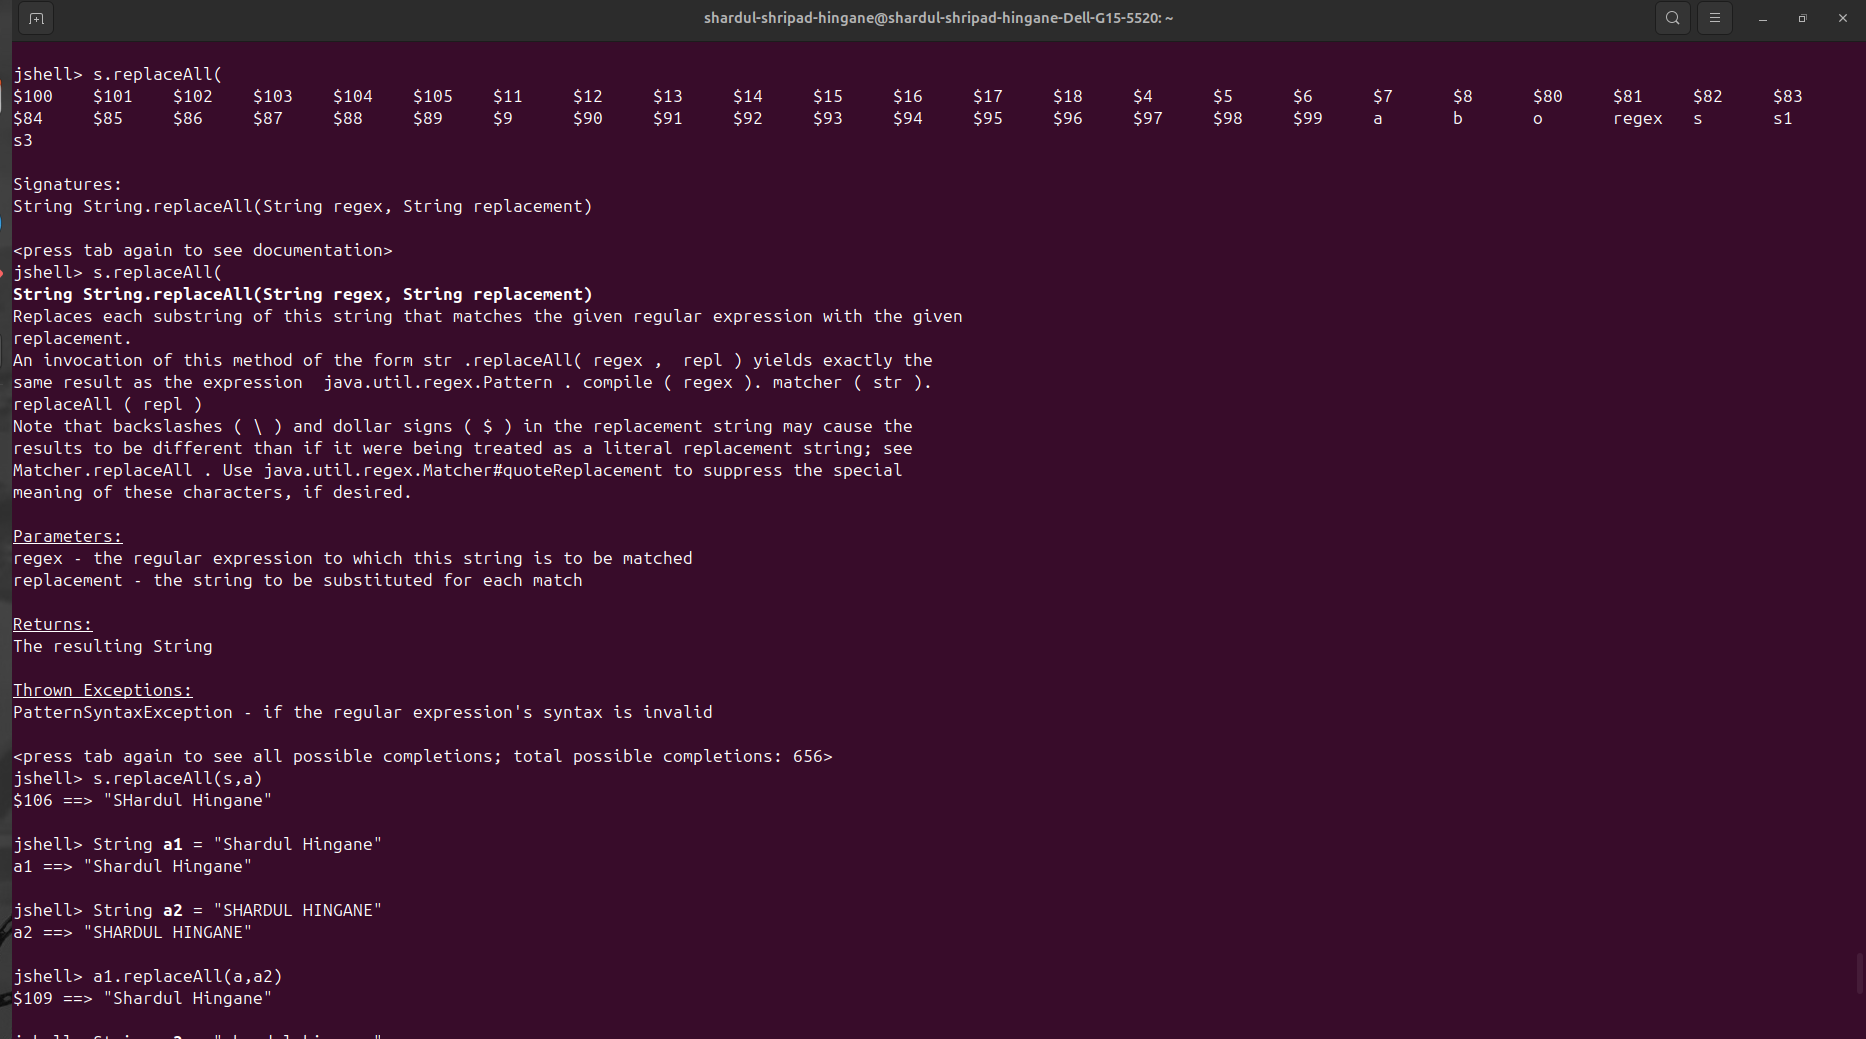 shardul-shripad-hingane@shardul-shripad-hingane-Dell-G15-5520: ~
jshell> s.replaceAll(
$100 $101 $102 $103 $104 $105 $11 $12 $13 $14 $15 $16 $17 $18 $4 $5 $6 $7 $8 $80 $81 $82 $83
$84 $85 $86 $87 $88 $89 $9 $90 $91 $92 $93 $94 $95 $96 $97 $98 $99 a b o regex s s1
s3
Signatures:
String String.replaceAll(String regex, String replacement)
<press tab again to see documentation>
jshell> s.replaceAll(
String String.replaceAll(String regex, String replacement)
Replaces each substring of this string that matches the given regular expression with the given
replacement.
An invocation of this method of the form str .replaceAll( regex ,  repl ) yields exactly the
same result as the expression  java.util.regex.Pattern . compile ( regex ). matcher ( str ).
replaceAll ( repl )
Note that backslashes ( \ ) and dollar signs ( $ ) in the replacement string may cause the
results to be different than if it were being treated as a literal replacement string; see
Matcher.replaceAll . Use java.util.regex.Matcher#quoteReplacement to suppress the special
meaning of these characters, if desired.
Parameters:
regex - the regular expression to which this string is to be matched
replacement - the string to be substituted for each match
Returns:
The resulting String
Thrown Exceptions:
PatternSyntaxException - if the regular expression's syntax is invalid
<press tab again to see all possible completions; total possible completions: 656>
jshell> s.replaceAll(s,a)
$106 ==> "SHardul Hingane"
jshell> String a1 = "Shardul Hingane"
a1 ==> "Shardul Hingane"
jshell> String a2 = "SHARDUL HINGANE"
a2 ==> "SHARDUL HINGANE"
jshell> a1.replaceAll(a,a2)
$109 ==> "Shardul Hingane"